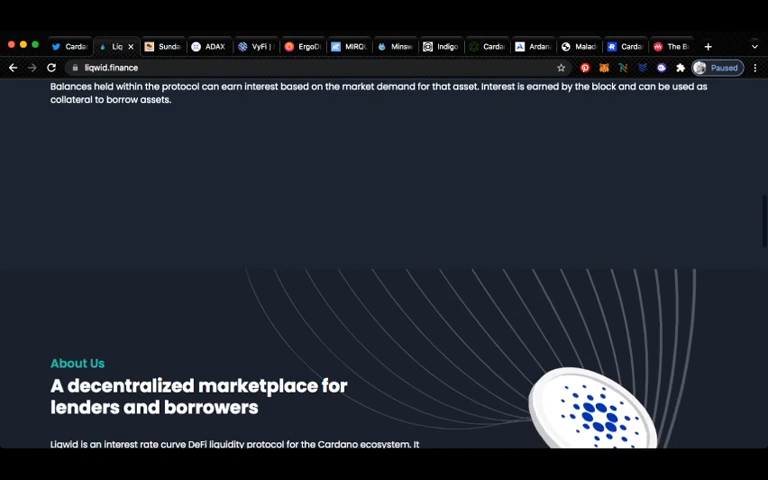 Carda
Liq
Sunda
ADAX
VyFi |
ErgoD
MIRQU
Minsw
Indigo
Carda
Ardan
Malad
Carda
The B
liqwid.finance
Paused
Balances held within the protocol can earn interest based on the market demand for that asset. Interest is earned by the block and can be used as
collateral to borrow assets.
About Us
A decentralized marketplace for
lenders and borrowers
Liqwid is an interest rate curve DeFi liquidity protocol for the Cardano ecosystem. It